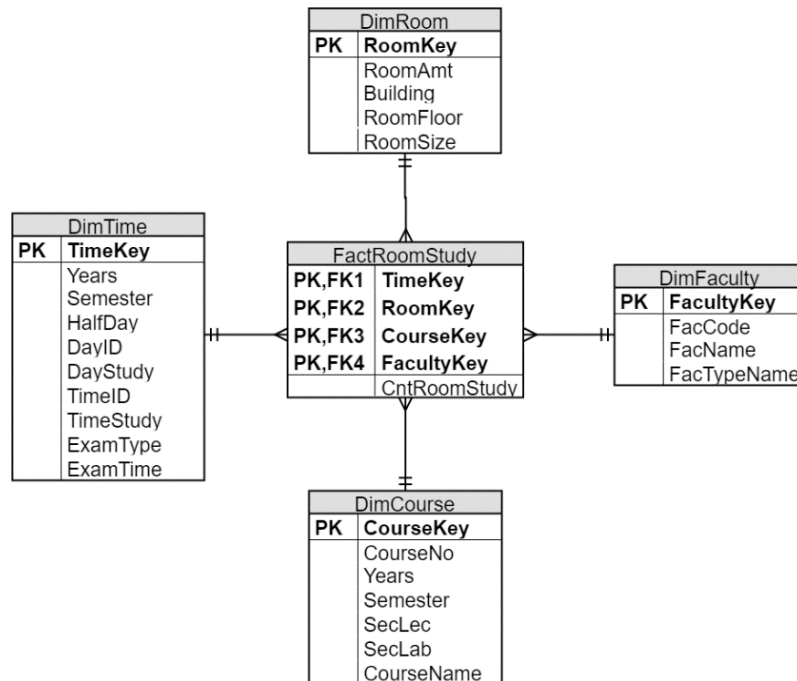 DimRoom
PK RoomKey
RoomAmt
Building
RoomFloor
RoomSize
DimTime
PK TimeKey
Years
Semester
HalfDay
DayID
DayStudy
TimeID
TimeStudy
ExamType
ExamTime
FactRoomStudy
PK,FK1 TimeKey
PK,FK2 RoomKey
PK,FK3 CourseKey
PK,FK4 FacultyKey
CntRoomStudy
DimFaculty
PK FacultyKey
FacCode
FacName
FacTypeName
DimCourse
PK CourseKey
CourseNo
Years
Semester
SecLec
SecLab
CourseName